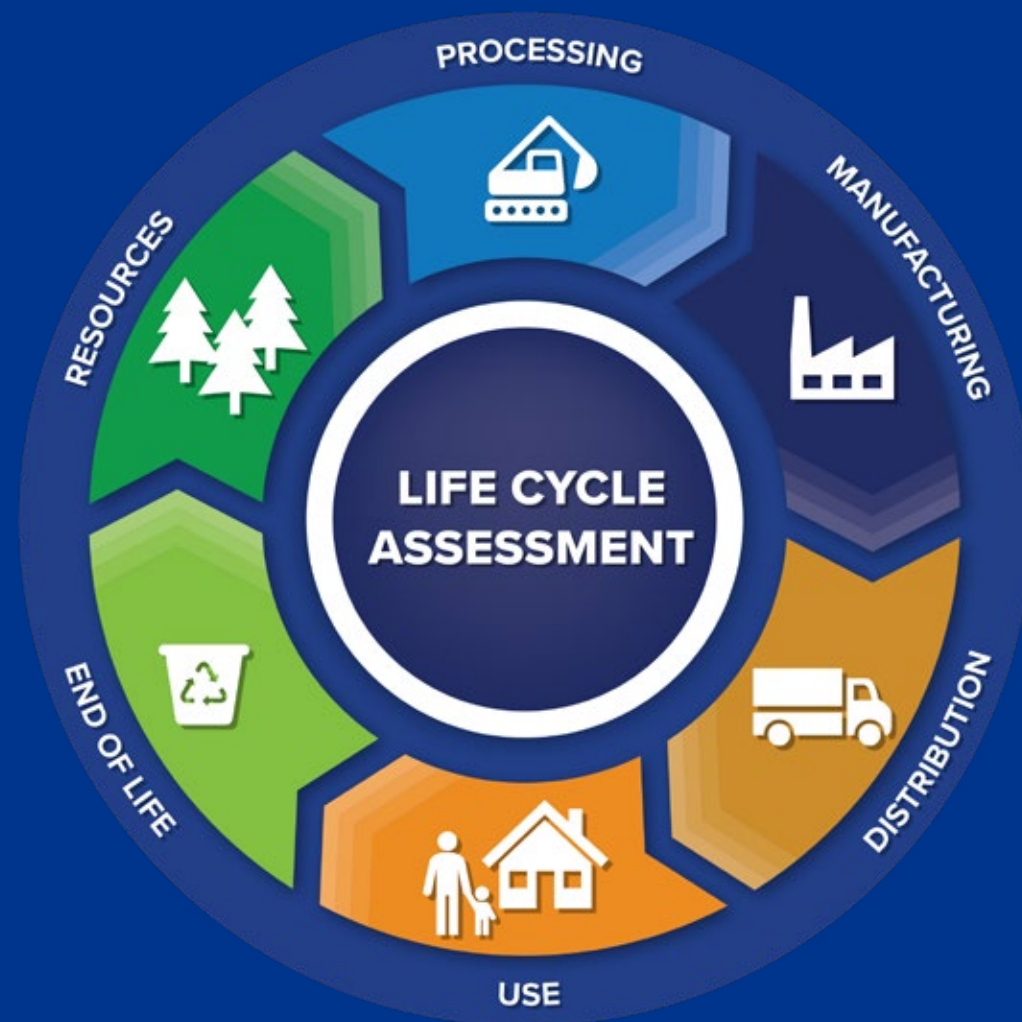 PROCESSING
MANUFACTURING
RESOURCES
LIFE CYCLE
ASSESSMENT
DISTRIBUTION
END OF LIFE
USE